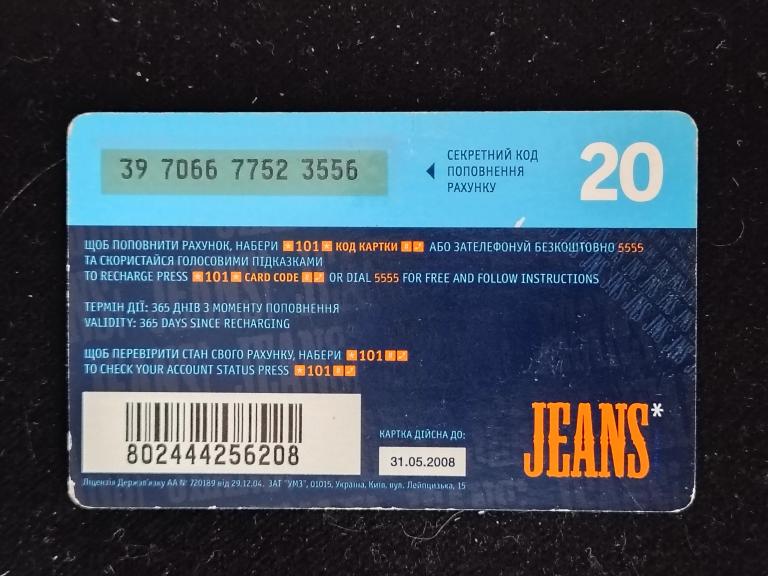 39 7066 7752 3556
СЕКРЕТНИЙ КОД
ПОПОВНЕННЯ
РАХУНКУ
20
ЩОБ ПОПОВНИТИ РАХУНОК, НАБЕРИ *101* КОД КАРТКИ # АБО ЗАТЕЛЕФОНУЙ БЕЗКОШТОВНО 5555
ТА СКОРИСТАЙСЯ ГОЛОСОВИМИ ПІДКАЗКАМИ
TO RECHARGE PRESS *101* CARD CODE # OR DIAL 5555 FOR FREE AND FOLLOW INSTRUCTIONS
ТЕРМІН ДІЇ: 365 ДНІВ З МОМЕНТУ ПОПОВНЕННЯ
VALIDITY: 365 DAYS SINCE RECHARGING
ЩОБ ПЕРЕВІРИТИ СТАН СВОГО РАХУНКУ, НАБЕРИ *101#
TO CHECK YOUR ACCOUNT STATUS PRESS *101#
802444256208
КАРТКА ДІЙСНА ДО:
31.05.2008
JEANS*
Ліцензія Держзв'язку АА № 720189 від 29.12.04. ЗАТ "УМЗ", 01015, Україна, Київ, вул. Лейпцизька, 15